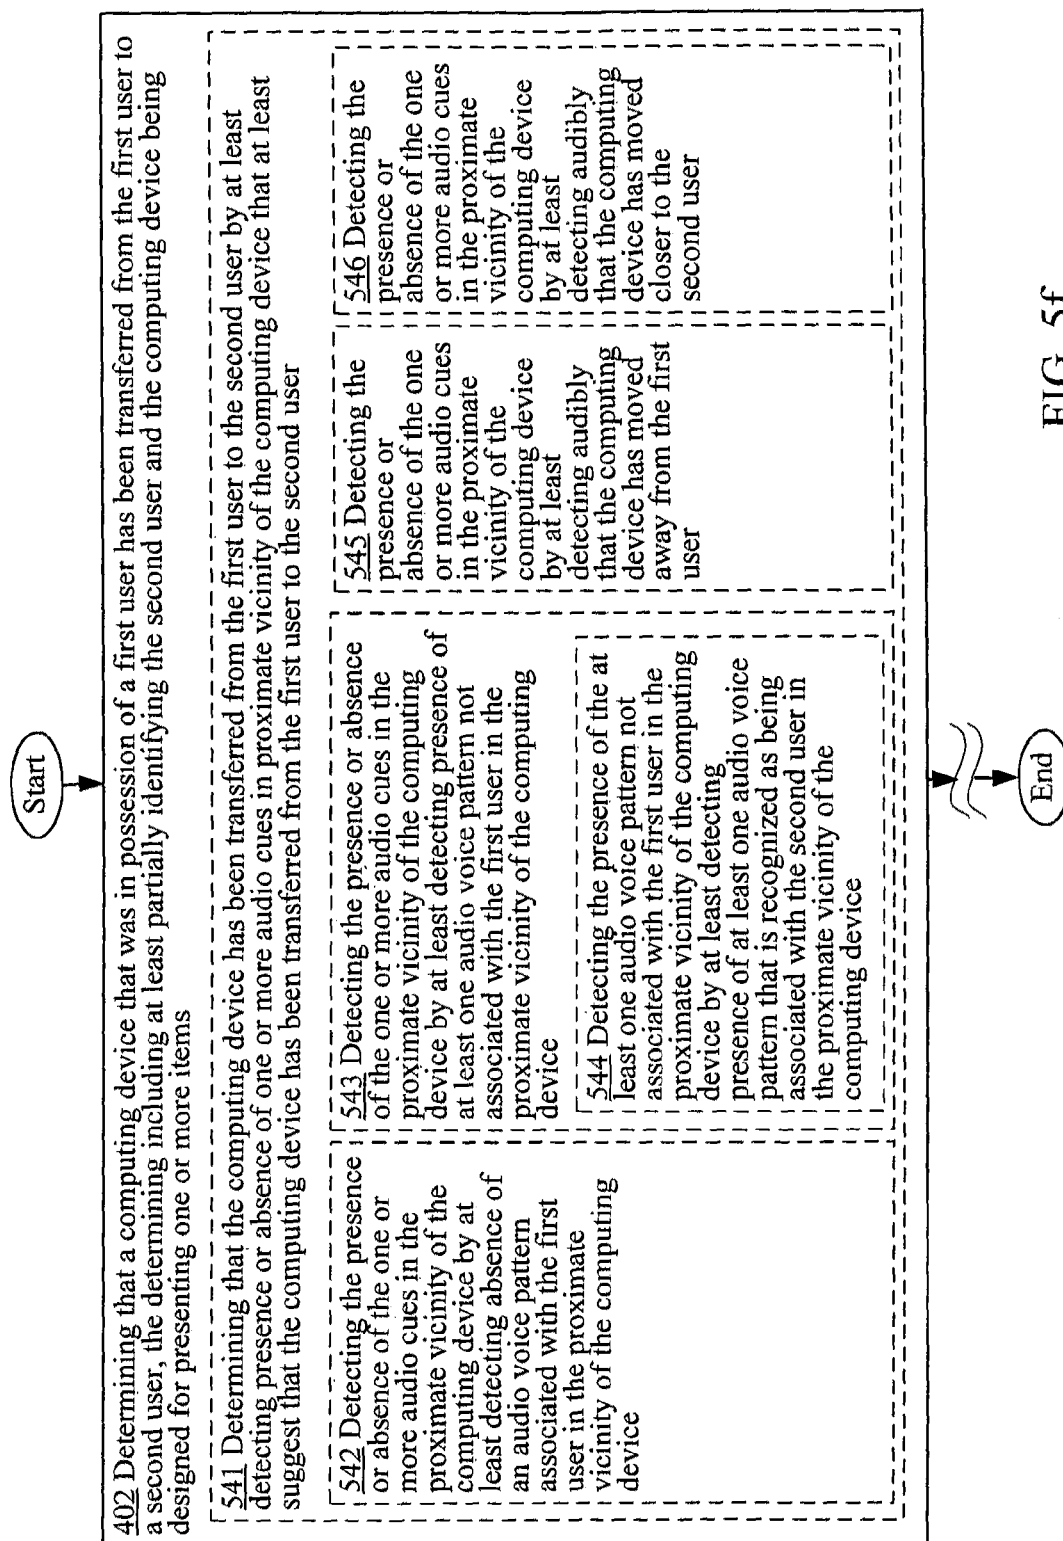 Start
402 Determining that a computing device that was in possession of a first user has been transferred from the first user to
a second user, the determining including at least partially identifying the second user and the computing device being
designed for presenting one or more items
541 Determining that the computing device has been transferred from the first user to the second user by at least
detecting presence or absence of one or more audio cues in proximate vicinity of the computing device that at least
suggest that the computing device has been transferred from the first user to the second user
542 Detecting the presence
or absence of the one or
more audio cues in the
proximate vicinity of the
computing device by at
least detecting absence of
an audio voice pattern
associated with the first
user in the proximate
vicinity of the computing
device
543 Detecting the presence or absence
of the one or more audio cues in the
proximate vicinity of the computing
device by at least detecting presence of
at least one audio voice pattern not
associated with the first user in the
proximate vicinity of the computing
device
544 Detecting the presence of the at
least one audio voice pattern not
associated with the first user in the
proximate vicinity of the computing
device by at least detecting
presence of at least one audio voice
pattern that is recognized as being
associated with the second user in
the proximate vicinity of the
computing device
545 Detecting the
presence or
absence of the one
or more audio cues
in the proximate
vicinity of the
computing device
by at least
detecting audibly
that the computing
device has moved
away from the first
user
546 Detecting the
presence or
absence of the one
or more audio cues
in the proximate
vicinity of the
computing device
by at least
detecting audibly
that the computing
device has moved
closer to the
second user
End
FIG. 5f